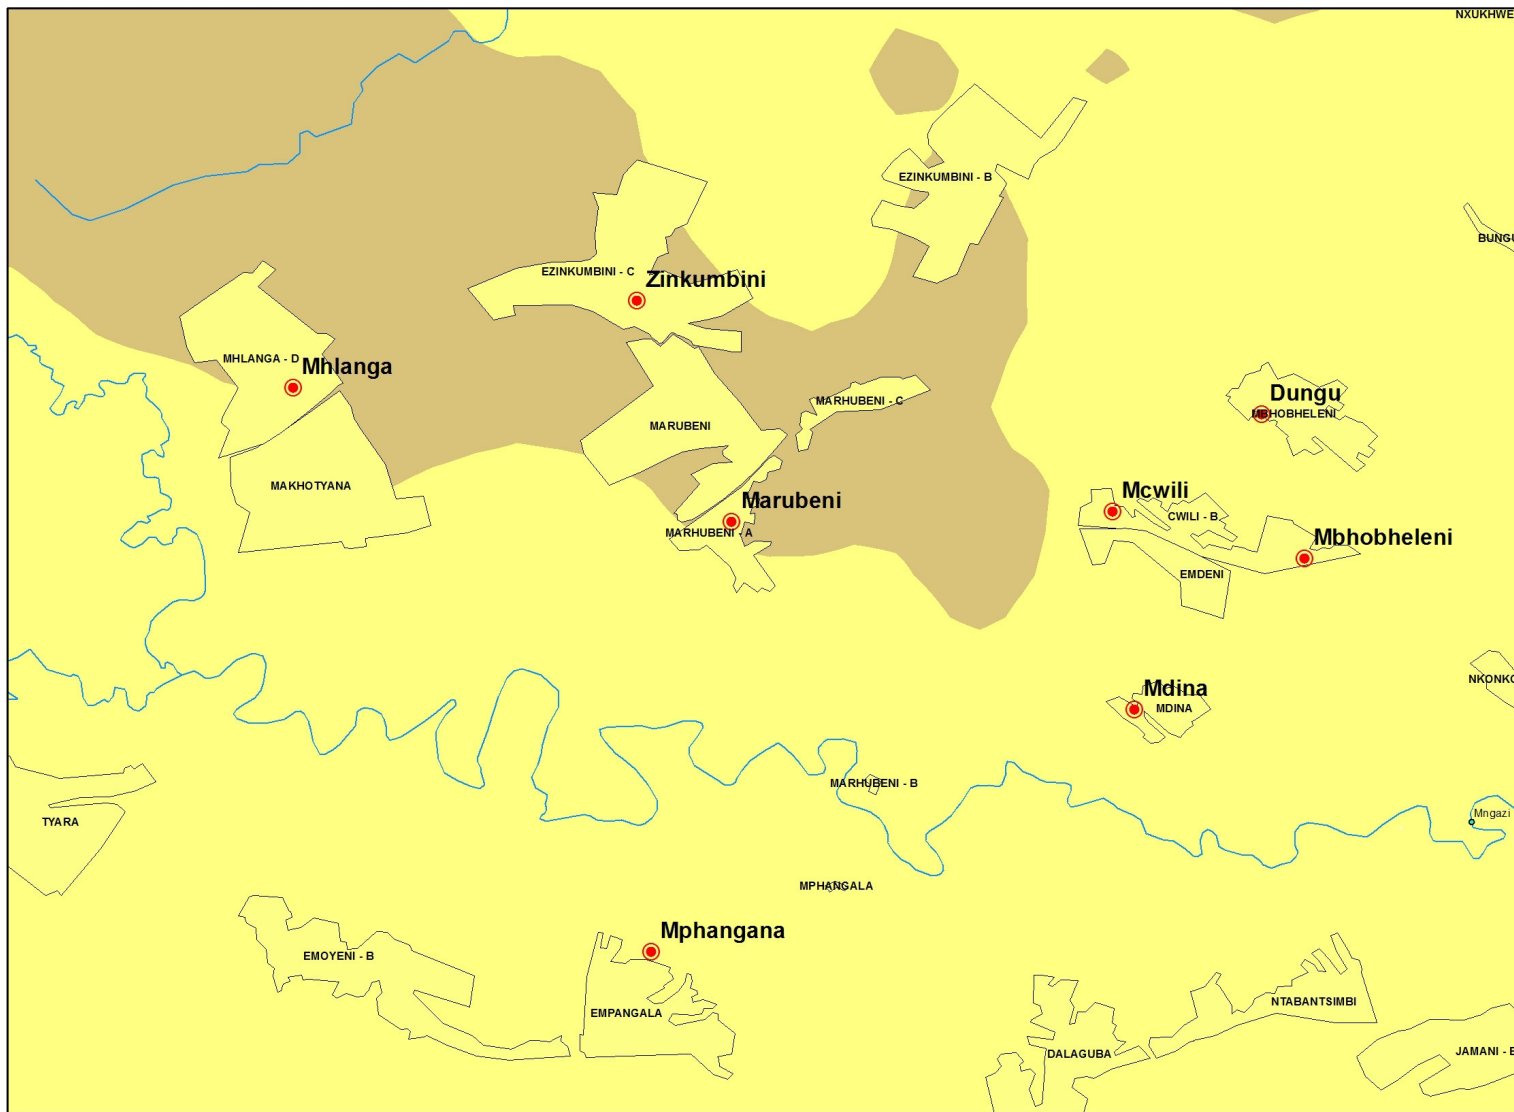 NXUKHWE
EZINKUMBINI - B
BUNGU
EZINKUMBINI - C
Zinkumbini
MHLANGA - D
Mhlanga
MARHUBENI - C
Dungu
MBHOBHELENI
MARUBENI
MAKHOTYANA
Mcwili
Marubeni
CWILI - B
MARHUBENI - A
Mbhobheleni
EMDENI
NKONKO
Mdina
MDINA
MARHUBENI - B
Mngazi
TYARA
MPHANGALA
Mphangana
EMOYENI - B
NTABANTSIMBI
EMPANGALA
DALAGUBA
JAMANI - B